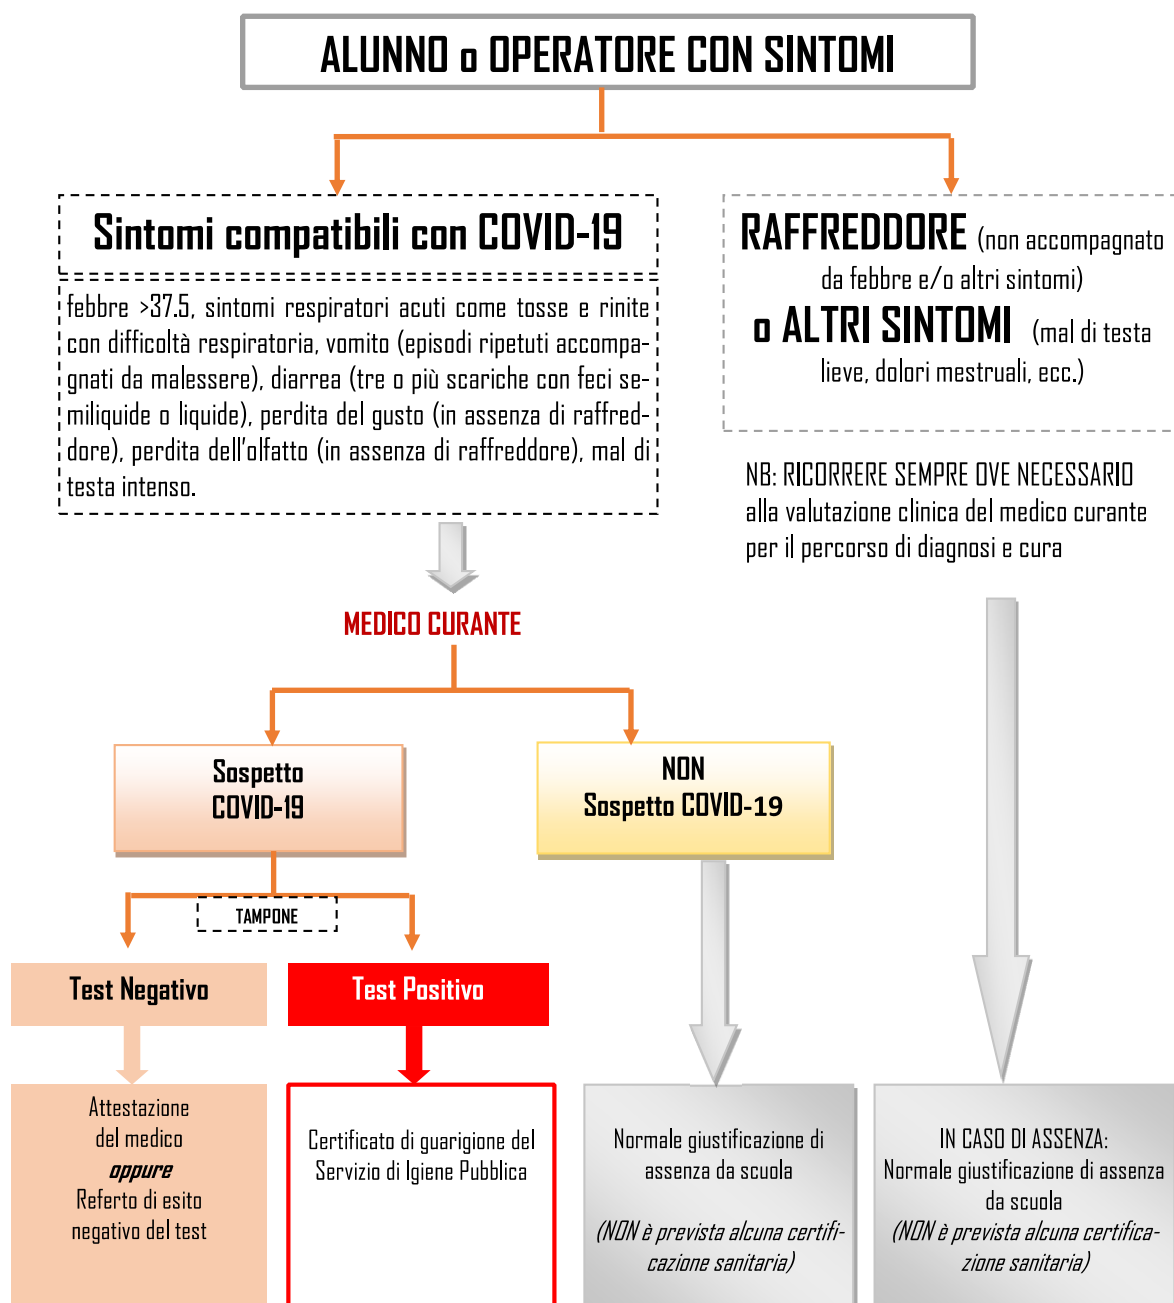 ALUNNO o OPERATORE CON SINTOMI
Sintomi compatibili con COVID-19
febbre >37.5, sintomi respiratori acuti come tosse e rinite
con difficoltà respiratoria, vomito (episodi ripetuti accompa-
gnati da malessere), diarrea (tre o più scariche con feci se-
miliquide o liquide), perdita del gusto (in assenza di raffred-
dore), perdita dell'olfatto (in assenza di raffreddore), mal di
testa intenso.
RAFFREDDORE (non accompagnato
da febbre e/o altri sintomi)
o ALTRI SINTOMI (mal di testa
lieve, dolori mestruali, ecc.)
NB: RICORRERE SEMPRE OVE NECESSARIO
alla valutazione clinica del medico curante
per il percorso di diagnosi e cura
MEDICO CURANTE
Sospetto
COVID-19
NON
Sospetto COVID-19
TAMPONE
Test Negativo
Test Positivo
Attestazione
del medico
oppure
Referto di esito
negativo del test
Certificato di guarigione del
Servizio di Igiene Pubblica
Normale giustificazione di
assenza da scuola
(NON è prevista alcuna certifi-
cazione sanitaria)
IN CASO DI ASSENZA:
Normale giustificazione di assenza
da scuola
(NON è prevista alcuna certifica-
zione sanitaria)